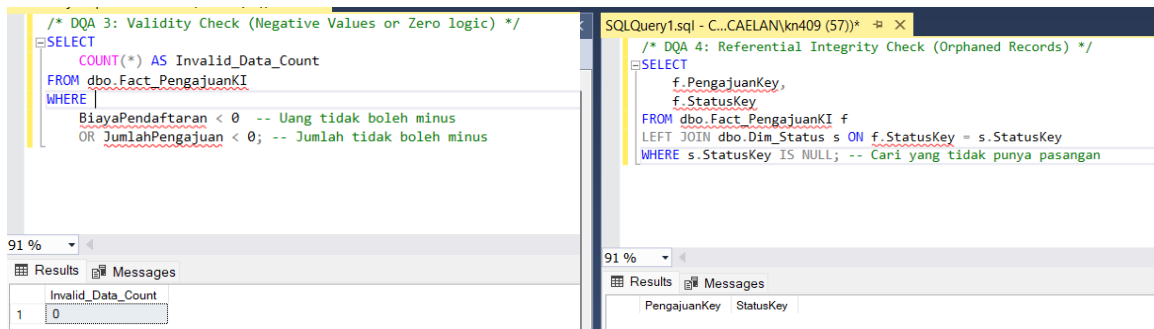 /* DQA 3: Validity Check (Negative Values or Zero logic) */
SELECT
COUNT(*) AS Invalid_Data_Count
FROM dbo.Fact_PengajuanKI
WHERE
BiayaPendaftaran < 0 -- Uang tidak boleh minus
OR JumlahPengajuan < 0; -- Jumlah tidak boleh minus
91 %
Results Messages
Invalid_Data_Count
1 0
SQLQuery1.sql - C...CAELAN\kn409 (57))*
/* DQA 4: Referential Integrity Check (Orphaned Records) */
SELECT
f.PengajuanKey,
f.StatusKey
FROM dbo.Fact_PengajuanKI f
LEFT JOIN dbo.Dim_Status s ON f.StatusKey = s.StatusKey
WHERE s.StatusKey IS NULL; -- Cari yang tidak punya pasangan
91 %
Results Messages
PengajuanKey StatusKey